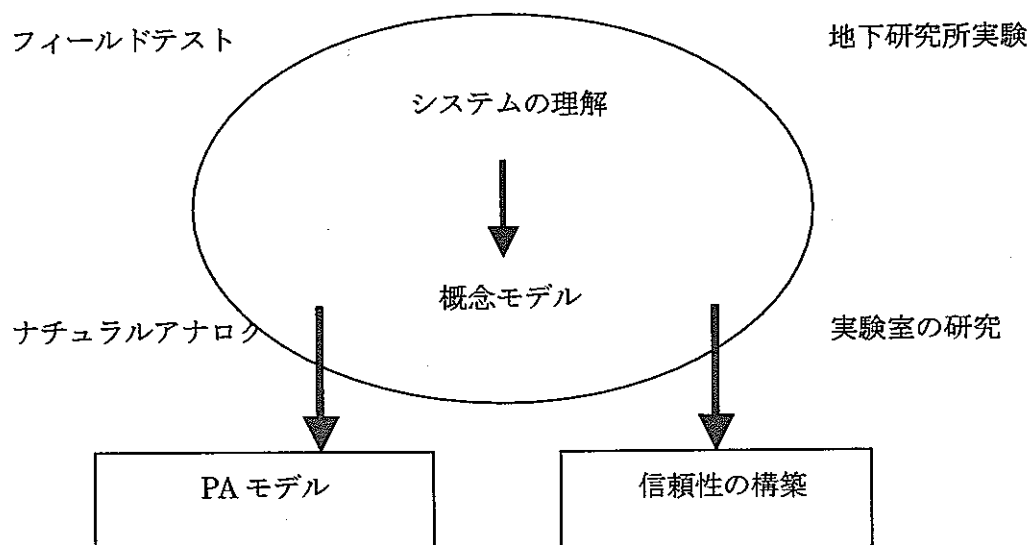 フィールドテスト
地下研究所実験
システムの理解
概念モデル
ナチュラルアナログ
実験室の研究
PA モデル
信頼性の構築